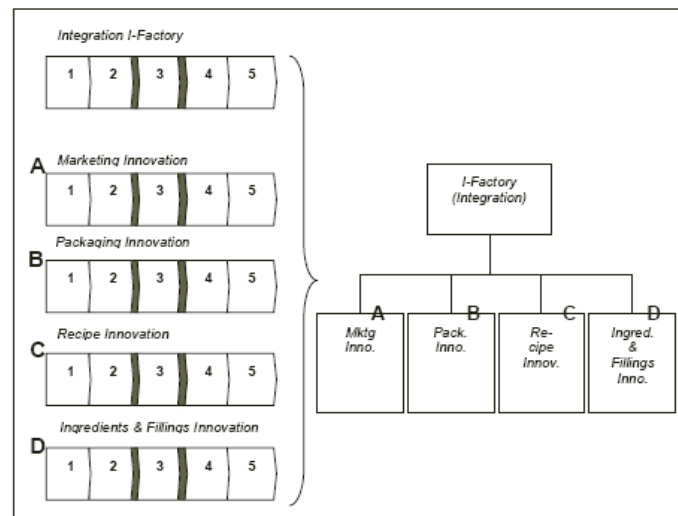 Integration I-Factory
1 2 3 4 5
A Marketing Innovation
1 2 3 4 5
B Packaging Innovation
1 2 3 4 5
C Recipe Innovation
1 2 3 4 5
D Ingredients & Fillings Innovation
1 2 3 4 5
I-Factory
(Integration)
A
Mktg
Inno.
B
Pack.
Inno.
C
Re-
cipe
Innov.
D
Ingred.
&
Fillings
Inno.